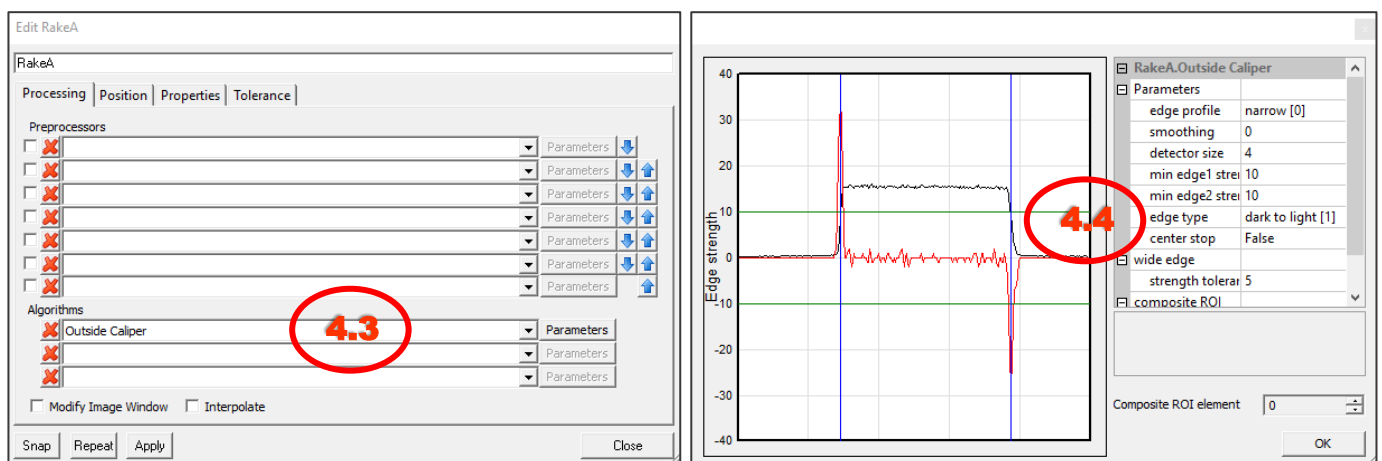 Edit RakeA
RakeA
Processing Position Properties Tolerance
Preprocessors
Parameters
Parameters
Parameters
Parameters
Parameters
Parameters
Parameters
Algorithms
Outside Caliper Parameters
Parameters
Parameters
4.3
Modify Image Window Interpolate
Snap Repeat Apply Close
40
30
20
10
0
-10
-20
-30
-40
Edge strength
4.4
RakeA.Outside Caliper
Parameters
edge profile narrow [0]
smoothing 0
detector size 4
min edge1 strei 10
min edge2 strei 10
edge type dark to light [1]
center stop False
wide edge
strength tolerar 5
composite ROI
Composite ROI element 0
OK